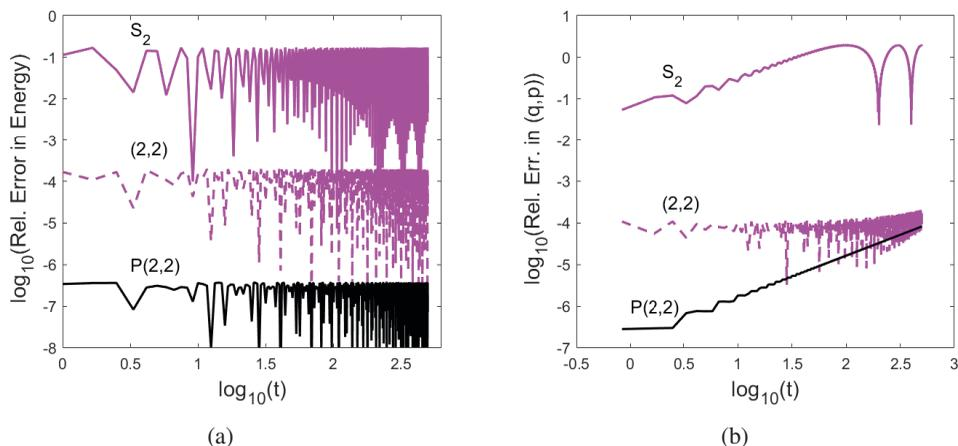 0
-1
-2
-3
-4
-5
-6
-7
-8
log10(Rel. Error in Energy)
S2
(2,2)
P(2,2)
0 0.5 1 1.5 2 2.5
log10(t)
(a)
1
0
-1
-2
-1
-4
-5
-6
-7
log10(Rel. Err. in (q,p))
S2
(2,2)
P(2,2)
-0.5 0 0.5 1 1.5 2 2.5 3
log10(t)
(b)